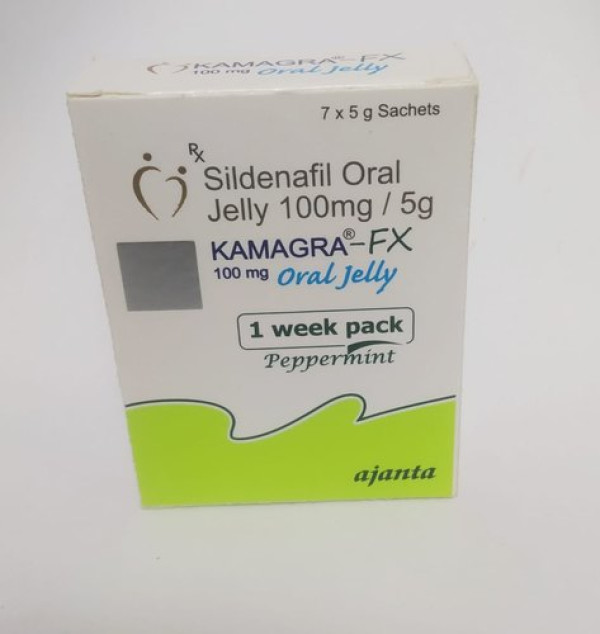 KAMAGRA®-FX
100 mg Oral Jelly
7 x 5 g Sachets
Rx
Sildenafil Oral
Jelly 100mg / 5g
KAMAGRA®-FX
100 mg Oral Jelly
1 week pack
Peppermint
ajanta